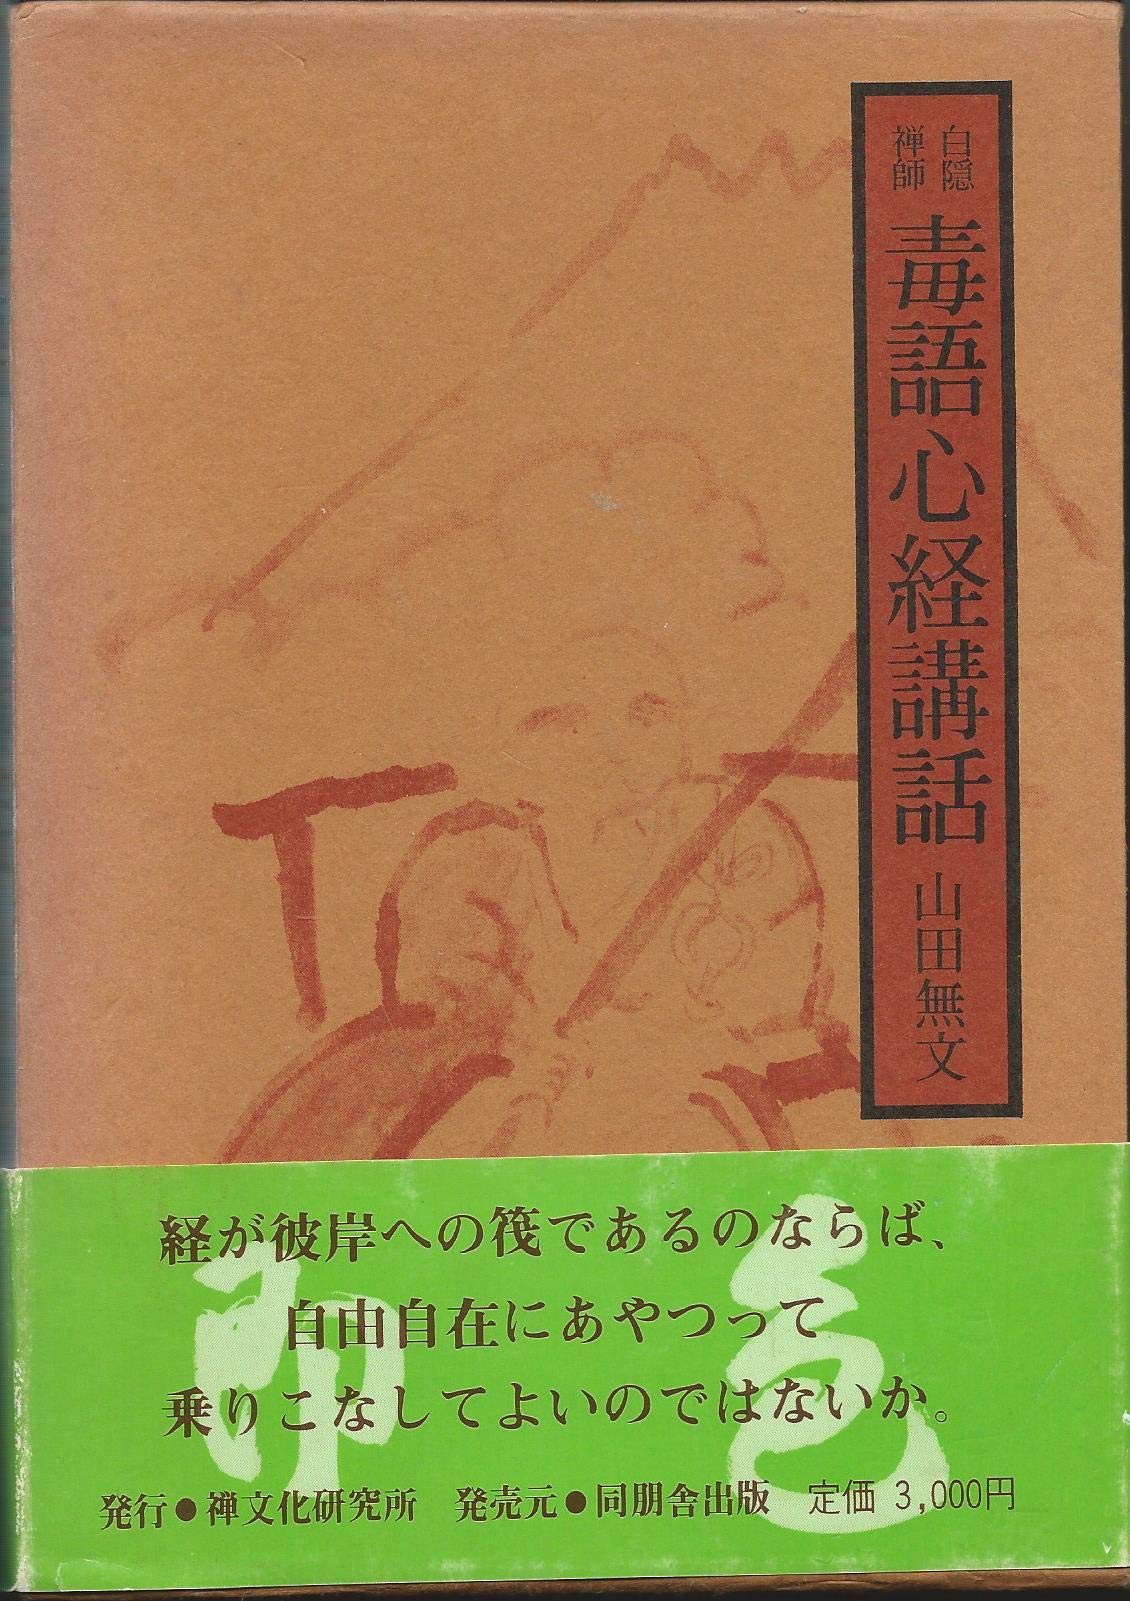 白隠
禅師
毒語心経講話
山田無文
経が彼岸への筏であるのならば、
自由自在にあやつって
乗りこなしてよいのではないか。
色
即
発行●禅文化研究所 発売元●同朋舎出版 定価 3,000円